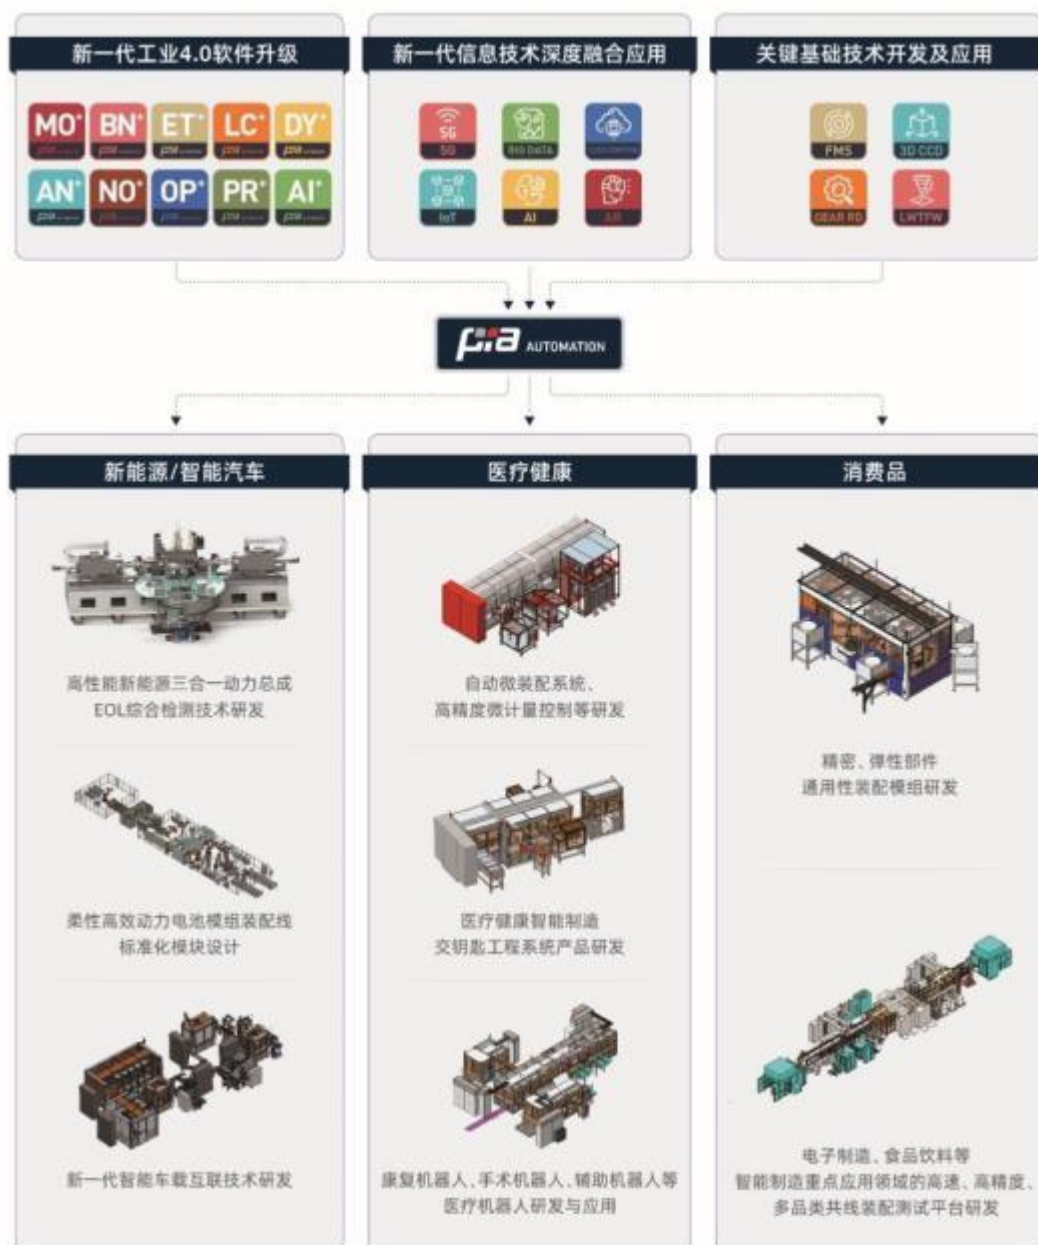 新一代工业4.0软件升级
新一代信息技术深度融合应用
关键基础技术开发及应用
MO+ BN+ ET+ LC+ DY+
AN+ NO+ OP+ PR+ AI+
5G
5G
BIG DATA
IoT
AI
FMS
3D CCD
GEAR RD
LWTFW
pia AUTOMATION
新能源/智能汽车
医疗健康
消费品
高性能新能源三合一动力总成
EOL综合检测技术研发
自动微装配系统、
高精度微计量控制等研发
精密、弹性部件
通用性装配模组研发
柔性高效动力电池模组装配线
标准化模块设计
医疗健康智能制造
交钥匙工程系统产品研发
新一代智能车载互联技术研发
康复机器人、手术机器人、辅助机器人等
医疗机器人研发与应用
电子制造、食品饮料等
智能制造重点应用领域的高速、高精度、
多品类共线装配测试平台研发